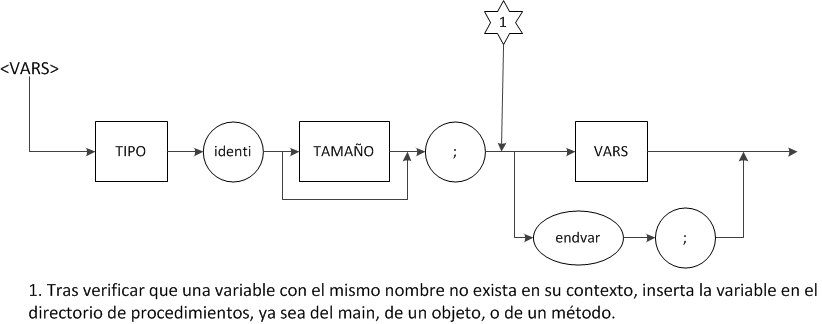 1
<VARS>
TIPO
identi
TAMAÑO
;
VARS
endvar
;
1. Tras verificar que una variable con el mismo nombre no exista en su contexto, inserta la variable en el
directorio de procedimientos, ya sea del main, de un objeto, o de un método.